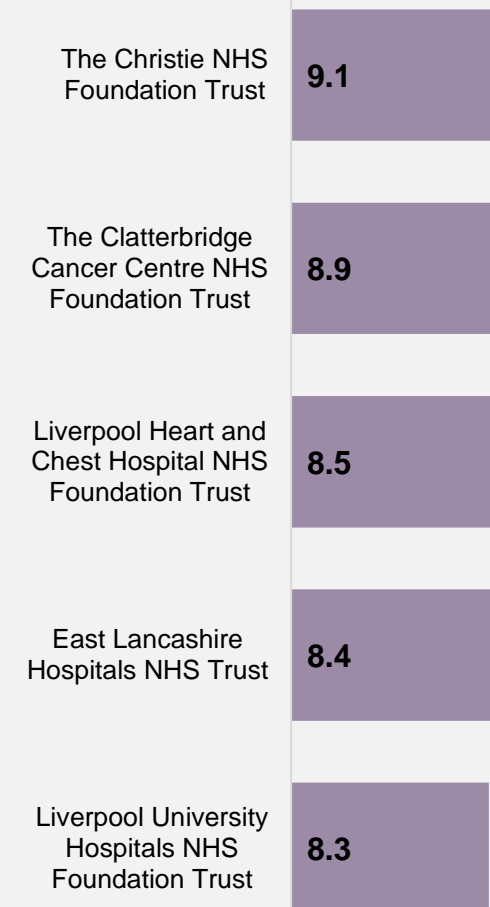 The Christie NHS
Foundation Trust
9.1
The Clatterbridge
Cancer Centre NHS
Foundation Trust
8.9
Liverpool Heart and
Chest Hospital NHS
Foundation Trust
8.5
East Lancashire
Hospitals NHS Trust
8.4
Liverpool University
Hospitals NHS
Foundation Trust
8.3